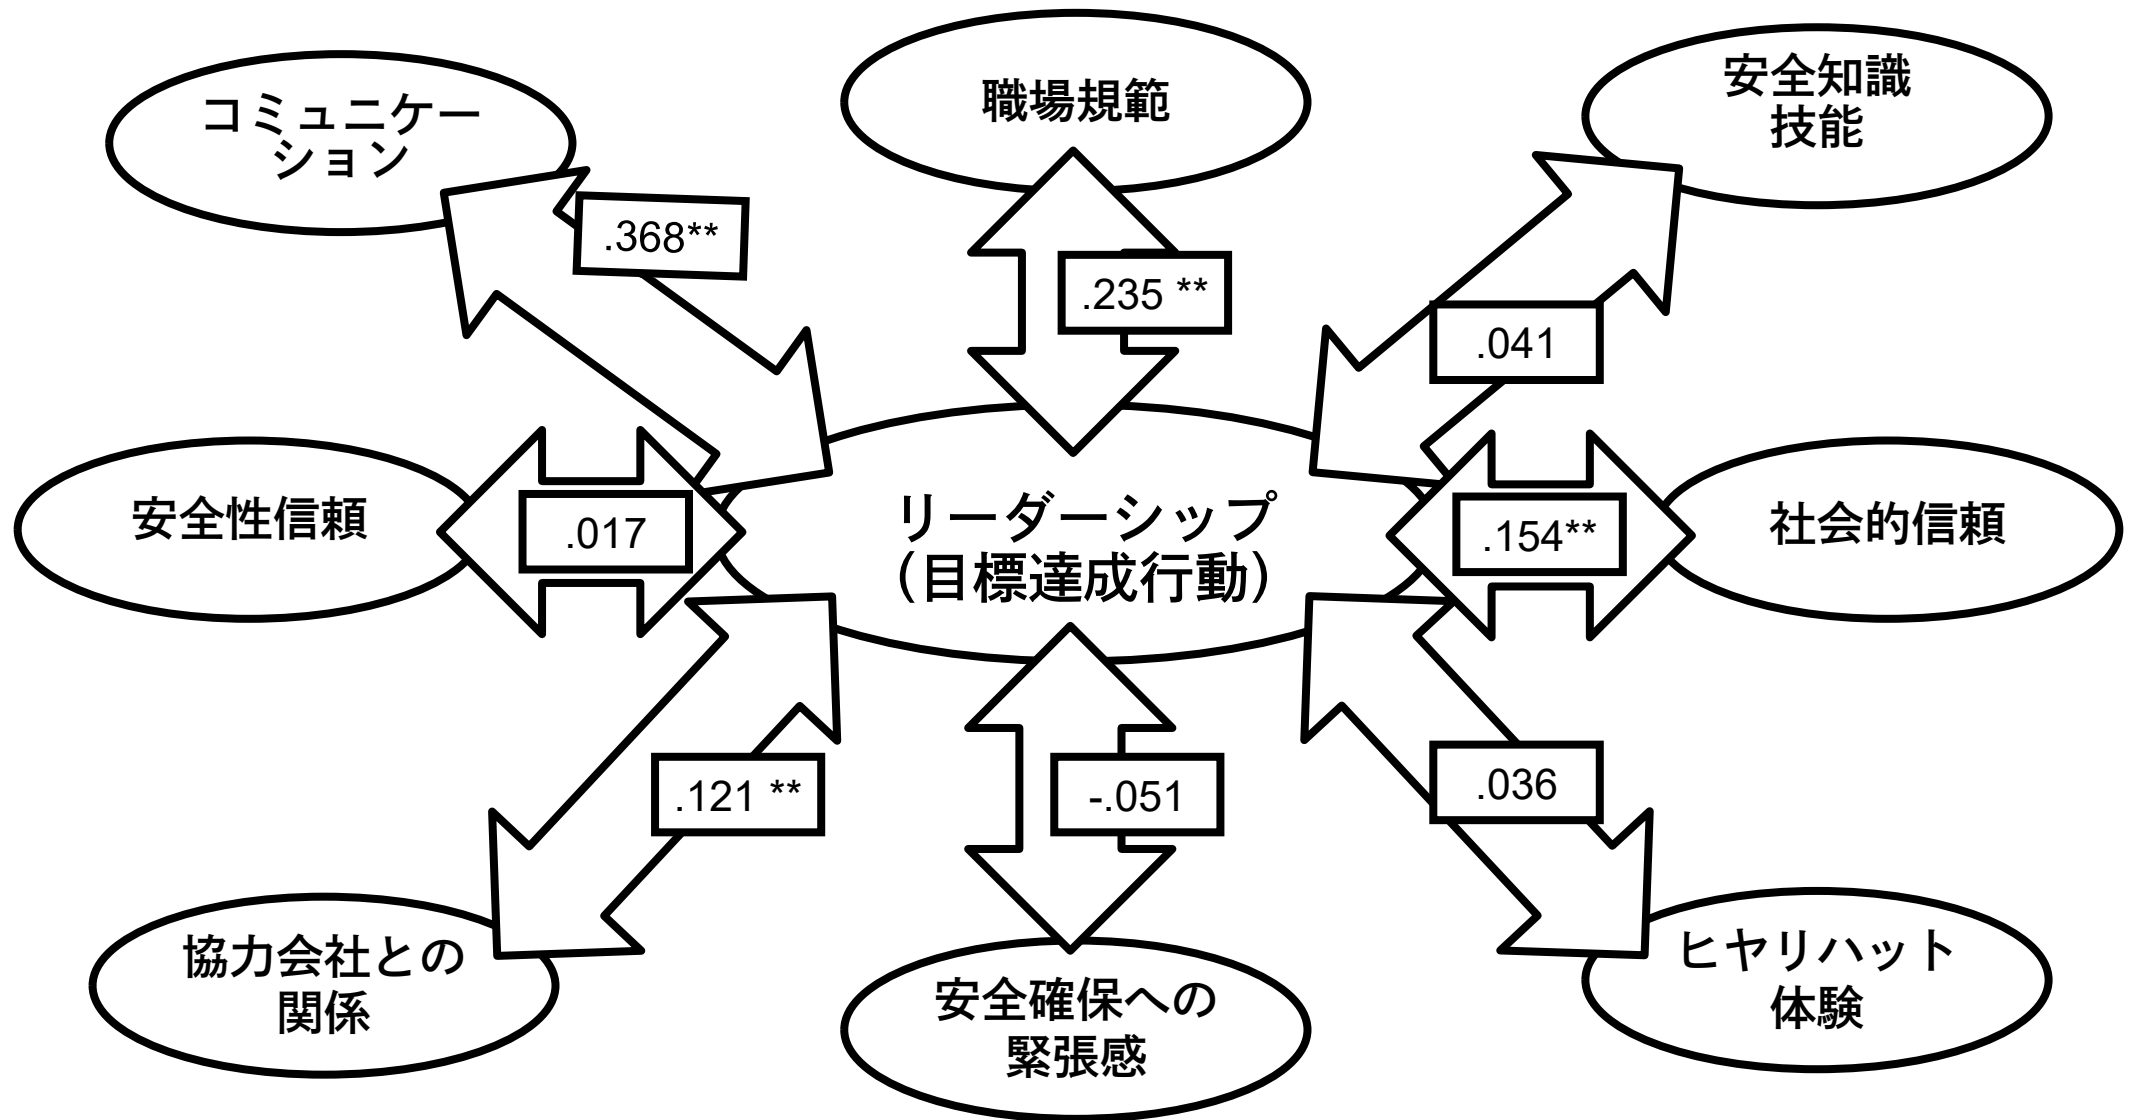 コミュニケー
ション
職場規範
安全知識
技能
.368**
.235 **
.041
安全性信頼
.017
リーダーシップ
（目標達成行動）
.154**
社会的信頼
.121 **
-.051
.036
協力会社との
関係
安全確保への
緊張感
ヒヤリハット
体験